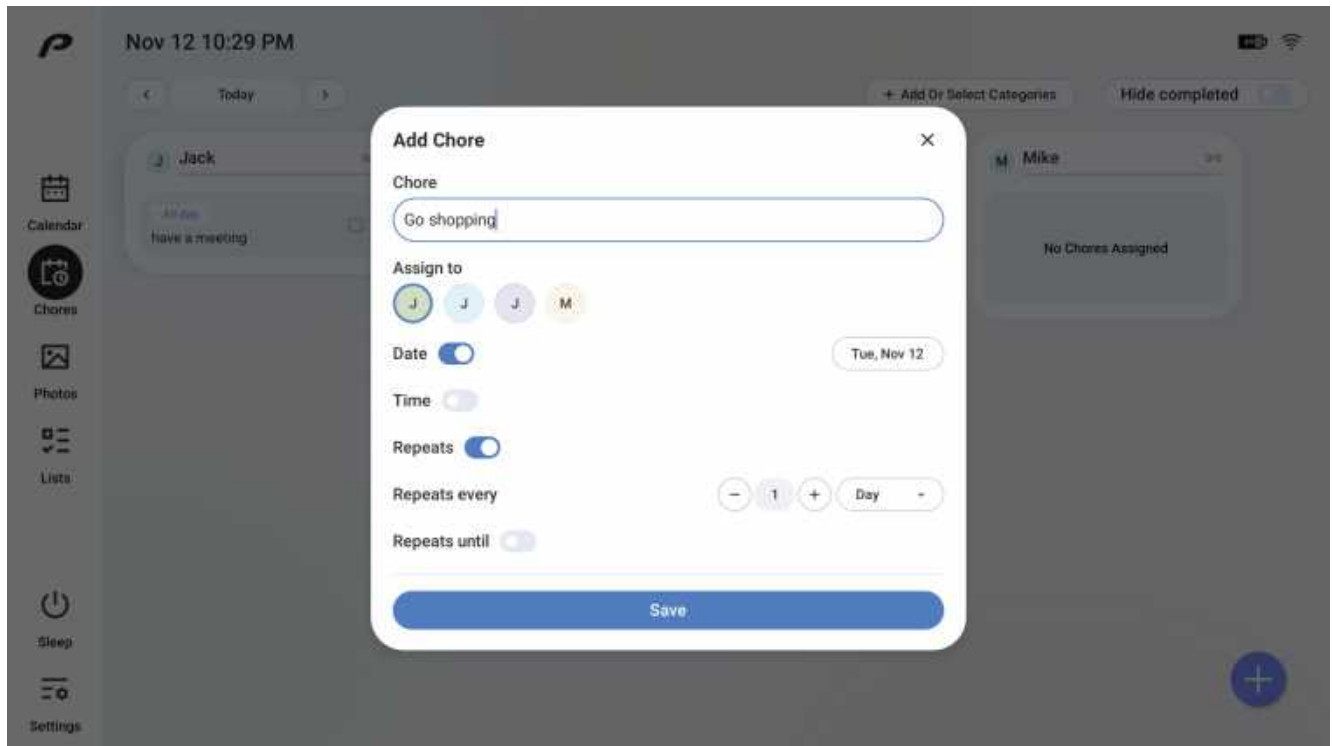 Nov 12 10:29 PM
Today
+ Add Or Select Categories
Hide completed
Add Chore
Chore
Go shopping
Assign to
J J J M
Date
Tue, Nov 12
Time
Repeats
Repeats every
- 1 + Day
Repeats until
Save
J Jack
All day
have a meeting
M Mike
No Chores Assigned
Calendar
Chores
Photos
Lists
Sleep
Settings